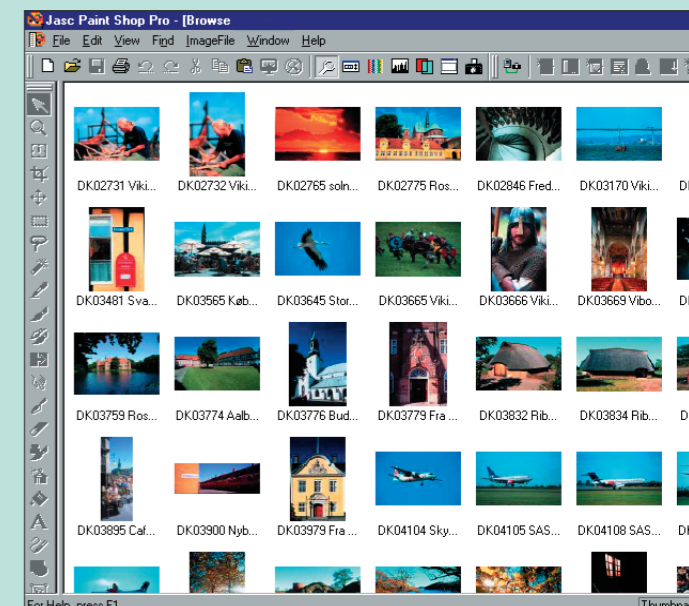 Jasc Paint Shop Pro - [Browse
File Edit View Find ImageFile Window Help
DK02731 Viki... DK02732 Viki... DK02765 soln... DK02775 Ros... DK02846 Fred... DK03170 Viki...
DK03481 Sva... DK03565 Køb... DK03645 Stor... DK03665 Viki... DK03666 Viki... DK03669 Vibo...
DK03759 Ros... DK03774 Aalb... DK03776 Bud... DK03779 Fra ... DK03832 Rib... DK03834 Rib...
DK03895 Caf... DK03900 Nyb... DK03979 Fra ... DK04104 Sky... DK04105 SAS... DK04108 SAS...
For Help, press F1